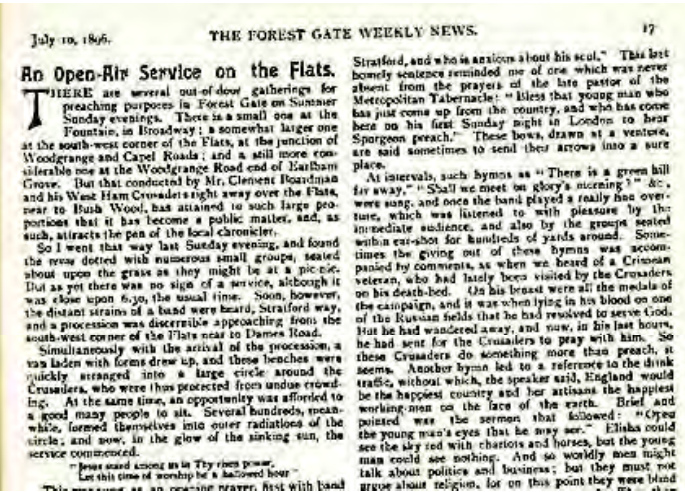 July 10, 1896.
THE FOREST GATE WEEKLY NEWS.
17
An Open-Air Service on the Flats.
THERE are several out-of-door gatherings for
preaching purposes in Forest Gate on Summer
Sunday evenings. There is a small one at the
Fountain, in Broadway; a somewhat larger one
at the south-west corner of the Flats, at the junction of
Woodgrange and Capel Roads; and a still more con-
siderable one at the Woodgrange Road end of Earlham
Grove. But that conducted by Mr. Clement Boardman
and his West Ham Crusaders right away over the Flats,
near to Bush Wood, has attained to such large pro-
portions that it has become a public matter, and, as
such, attracts the pen of the local chronicler.
So I went that way last Sunday evening, and found
the dotted with numerous small groups, seated
about upon the grass as they might be at a pic-nic.
But as yet there was no sign of a service, although it
was close upon 6.30, the usual time. Soon, however,
the distant strains of a band were heard, Stratford way,
and a procession was discernible approaching from the
south-west corner of the Flats near to Dames Road.
Simultaneously with the arrival of the procession, a
van laden with forms drew up, and these benches were
quickly arranged into a large circle around the
Crusaders, who were thus protected from undue crowd-
ing. At the same time, an opportunity was afforded to
a good many people to sit. Several hundreds, mean-
while, formed themselves into outer radiations of the
circle; and now, in the glow of the sinking sun, the
service commenced.
"Jesus stand among us in Thy risen power,
Let this time of worship be a hallowed hour"
This was sung as an opening prayer, first with band
Stratford, and who is anxious about his soul." This last
homely sentence reminded me of one which was never
absent from the prayers of the late pastor of the
Metropolitan Tabernacle: "Bless that young man who
has just come up from the country, and who has come
here on his first Sunday night in London to hear
Spurgeon preach." These bows, drawn at a venture,
are said sometimes to send their arrows into a sure
place.
At intervals, such hymns as "There is a green hill
far away," "Shall we meet on glory's morning?" &c.,
were sung, and once the band played a really fine over-
ture, which was listened to with pleasure by the
immediate audience, and also by the groups seated
within ear-shot for hundreds of yards around. Some-
times the giving out of these hymns was accom-
panied by comments, as when we heard of a Crimean
veteran, who had lately been visited by the Crusaders
on his death-bed. On his breast were all the medals of
the campaign, and it was when lying in his blood on one
of the Russian fields that he had resolved to serve God.
But he had wandered away, and now, in his last hours,
he had sent for the Crusaders to pray with him. So
these Crusaders do something more than preach, it
seems. Another hymn led to a reference to the drink
traffic, without which, the speaker said, England would
be the happiest country and her artisans the happiest
working-men on the face of the earth. Brief and
pointed was the sermon that followed: "Open
the young man's eyes that he may see." Elisha could
see the sky red with chariots and horses, but the young
man could see nothing. And so worldly men might
talk about politics and business; but they must not
argue about religion, for on this point they were blind